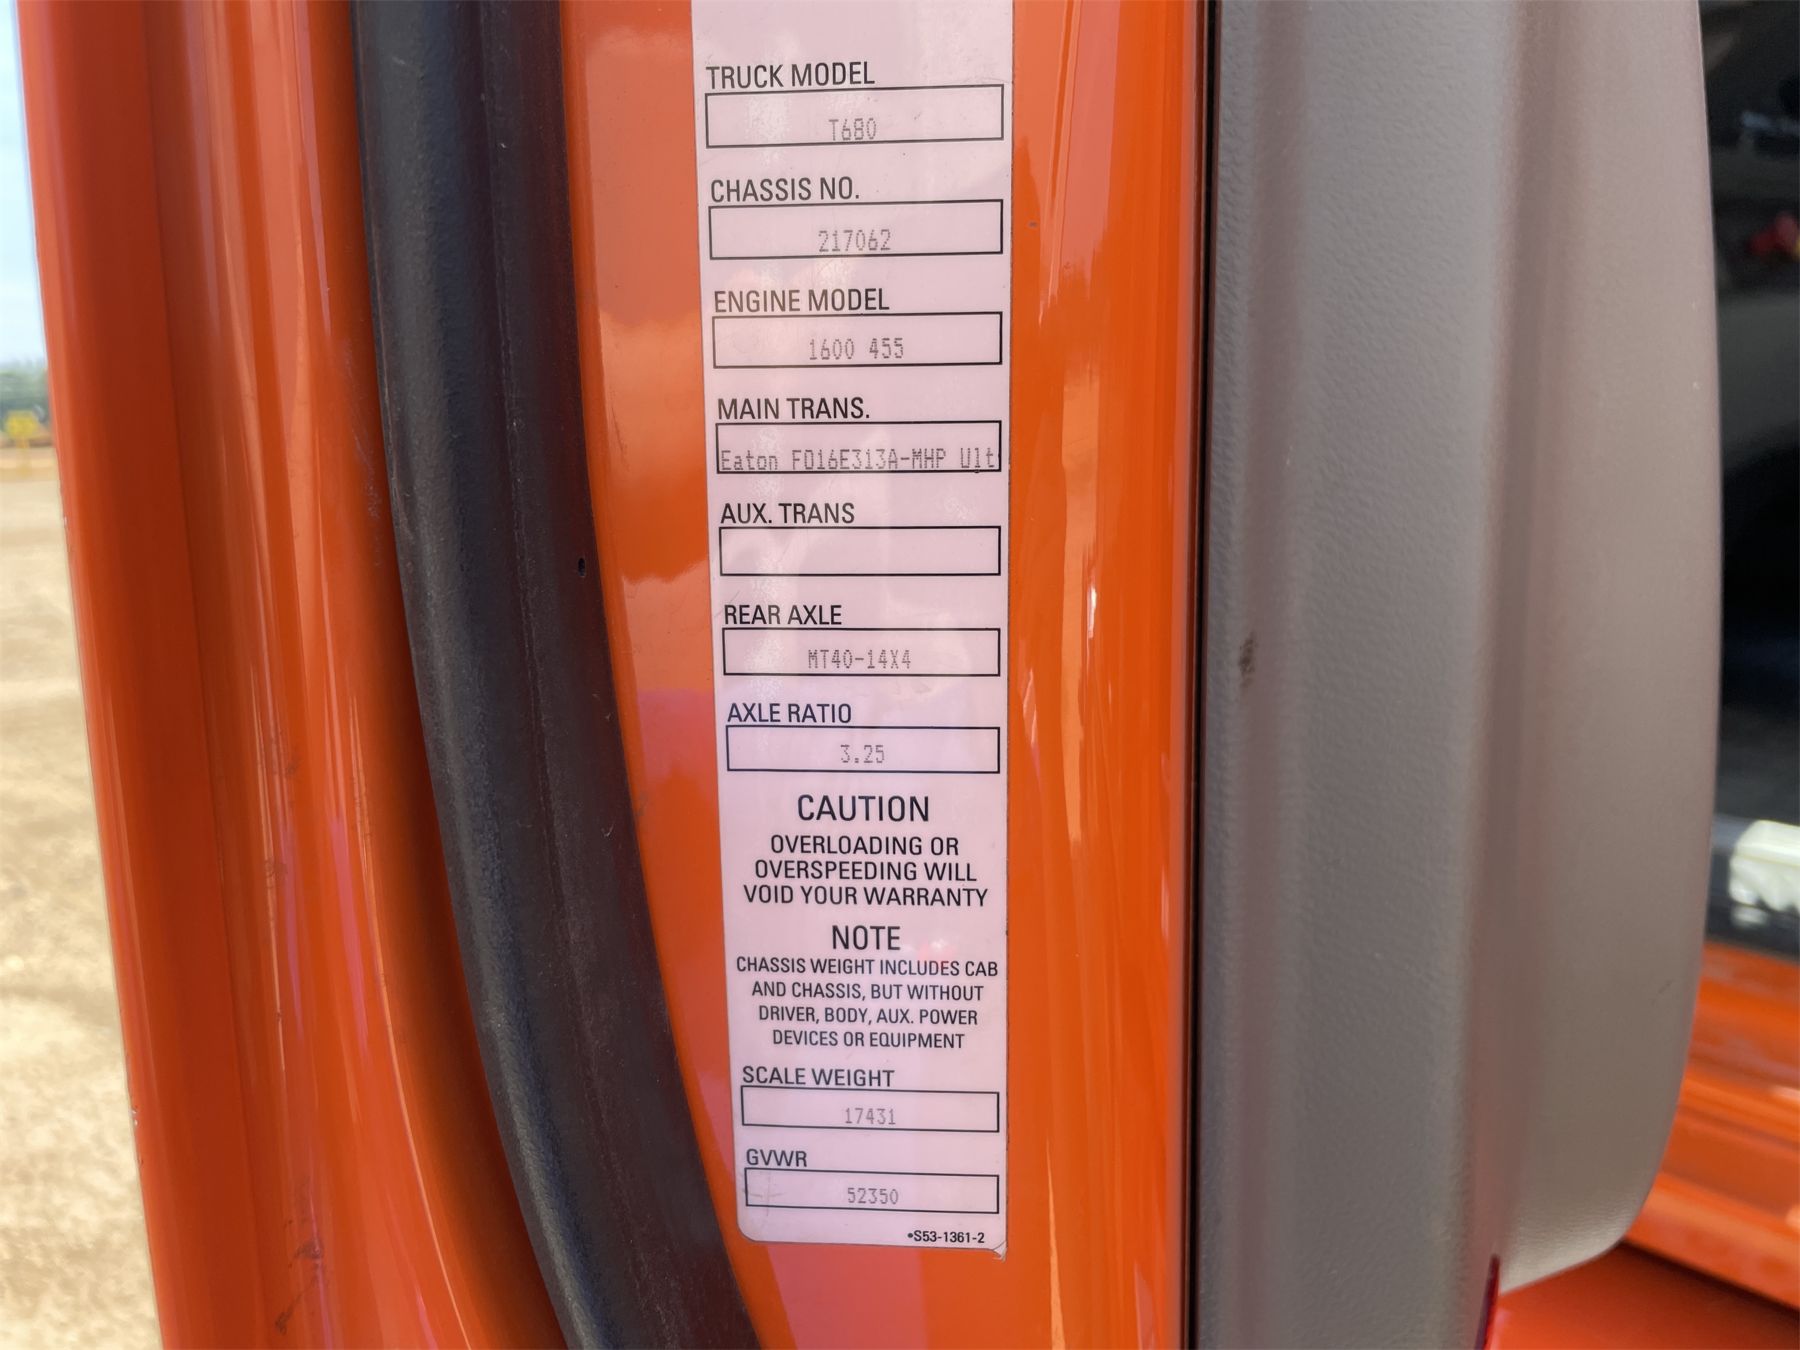 TRUCK MODEL
T680
CHASSIS NO.
217062
ENGINE MODEL
1600 455
MAIN TRANS.
Eaton FO16E313A-MHP Ult
AUX. TRANS
REAR AXLE
MT40-14X4
AXLE RATIO
3.25
CAUTION
OVERLOADING OR
OVERSPEEDING WILL
VOID YOUR WARRANTY
NOTE
CHASSIS WEIGHT INCLUDES CAB
AND CHASSIS, BUT WITHOUT
DRIVER, BODY, AUX. POWER
DEVICES OR EQUIPMENT
SCALE WEIGHT
17431
GVWR
52350
•S53-1361-2